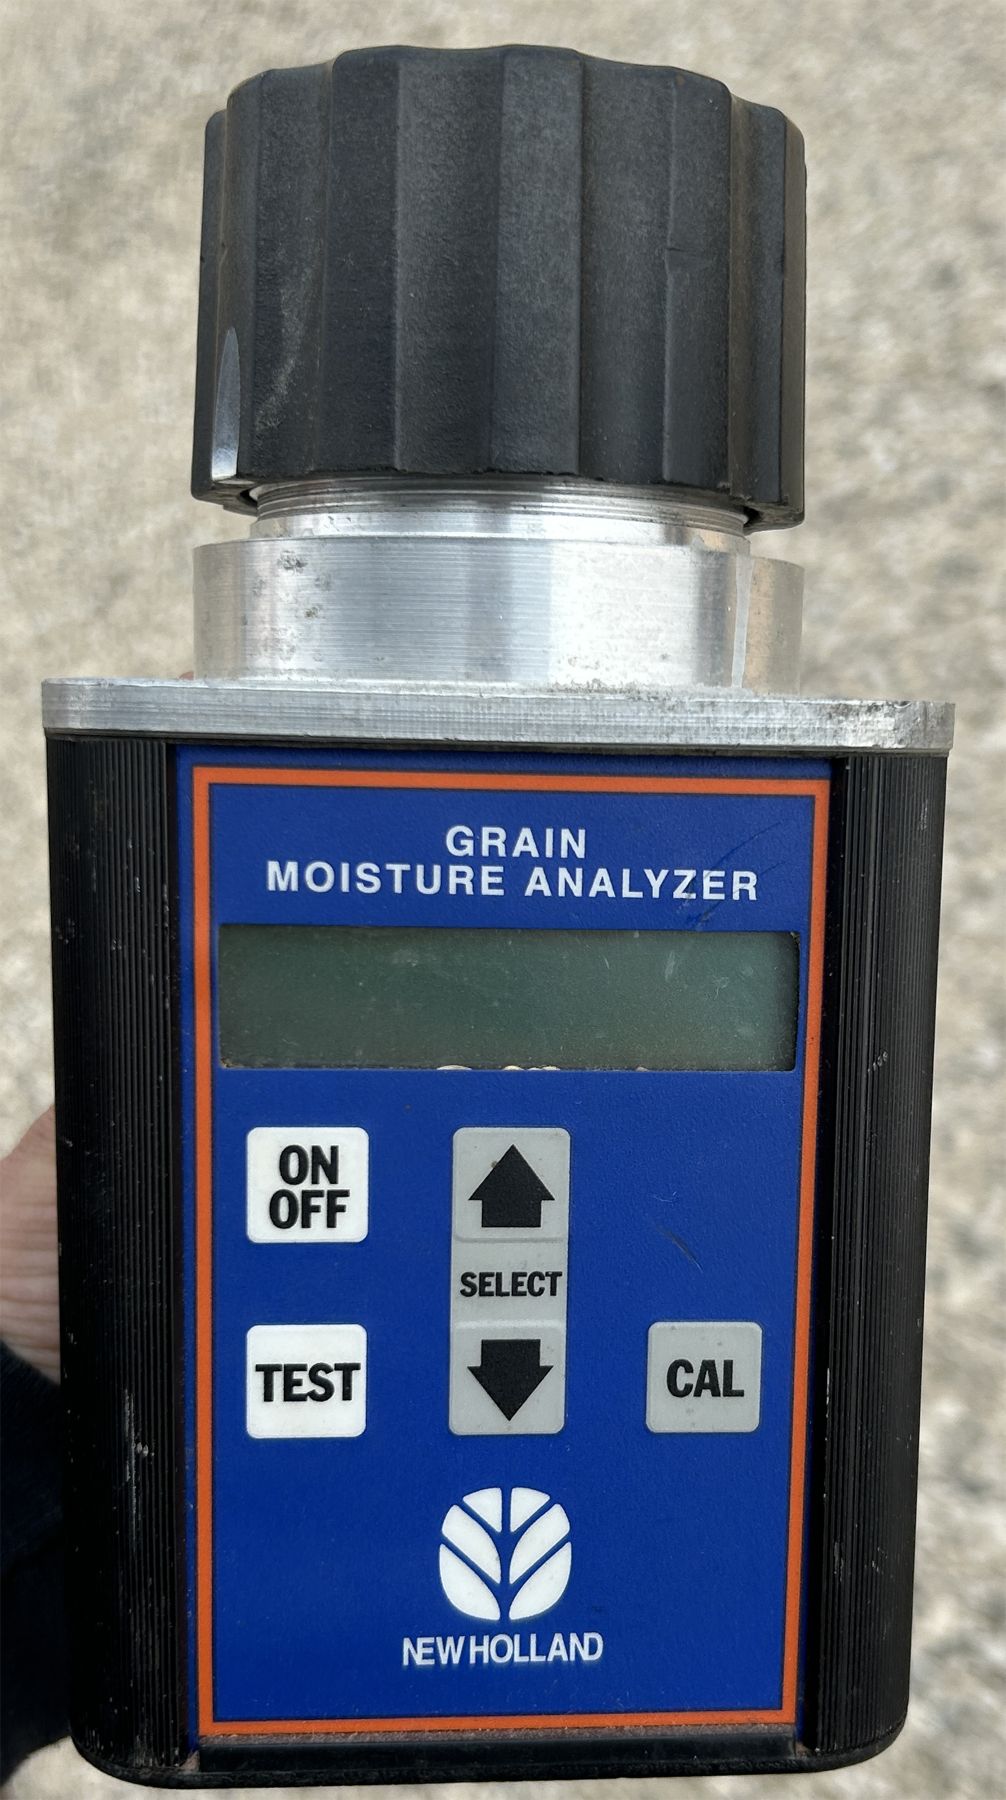 GRAIN
MOISTURE ANALYZER
ON
OFF
SELECT
TEST
CAL
NEW HOLLAND